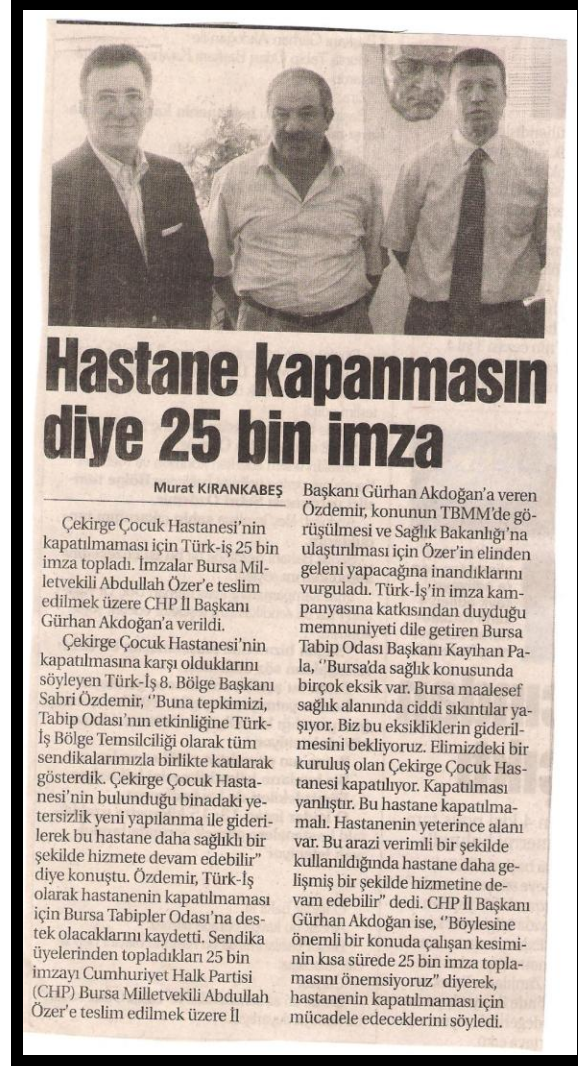 Hastane kapanmasın
diye 25 bin imza
Murat KIRANKABEŞ
Çekirge Çocuk Hastanesi'nin
kapatılmaması için Türk-iş 25 bin
imza topladı. İmzalar Bursa Mil-
letvekili Abdullah Özer'e teslim
edilmek üzere CHP İl Başkanı
Gürhan Akdoğan'a verildi.
Çekirge Çocuk Hastanesi'nin
kapatılmasına karşı olduklarını
söyleyen Türk-İş 8. Bölge Başkanı
Sabri Özdemir, ''Buna tepkimizi,
Tabip Odası'nın etkinliğine Türk-
İş Bölge Temsilciliği olarak tüm
sendikalarımızla birlikte katılarak
gösterdik. Çekirge Çocuk Hasta-
nesi'nin bulunduğu binadaki ye-
tersizlik yeni yapılanma ile gideri-
lerek bu hastane daha sağlıklı bir
şekilde hizmete devam edebilir”
diye konuştu. Özdemir, Türk-İş
olarak hastanenin kapatılmaması
için Bursa Tabipler Odası'na des-
tek olacaklarını kaydetti. Sendika
üyelerinden topladıkları 25 bin
imzayı Cumhuriyet Halk Partisi
(CHP) Bursa Milletvekili Abdullah
Özer'e teslim edilmek üzere İl
Başkanı Gürhan Akdoğan'a veren
Özdemir, konunun TBMM'de gö-
rüşülmesi ve Sağlık Bakanlığı'na
ulaştırılması için Özer'in elinden
geleni yapacağına inandıklarını
vurguladı. Türk-İş'in imza kam-
panyasına katkısından duyduğu
memnuniyeti dile getiren Bursa
Tabip Odası Başkanı Kayıhan Pa-
la, ''Bursa'da sağlık konusunda
birçok eksik var. Bursa maalesef
sağlık alanında ciddi sıkıntılar ya-
şıyor. Biz bu eksikliklerin gideril-
mesini bekliyoruz. Elimizdeki bir
kuruluş olan Çekirge Çocuk Has-
tanesi kapatılıyor. Kapatılması
yanlıştır. Bu hastane kapatılma-
malı. Hastanenin yeterince alanı
var. Bu arazi verimli bir şekilde
kullanıldığında hastane daha ge-
lişmiş bir şekilde hizmetine de-
vam edebilir” dedi. CHP İl Başkanı
Gürhan Akdoğan ise, ''Böylesine
önemli bir konuda çalışan kesimi-
nin kısa sürede 25 bin imza topla-
masını önemsiyoruz” diyerek,
hastanenin kapatılmaması için
mücadele edeceklerini söyledi.